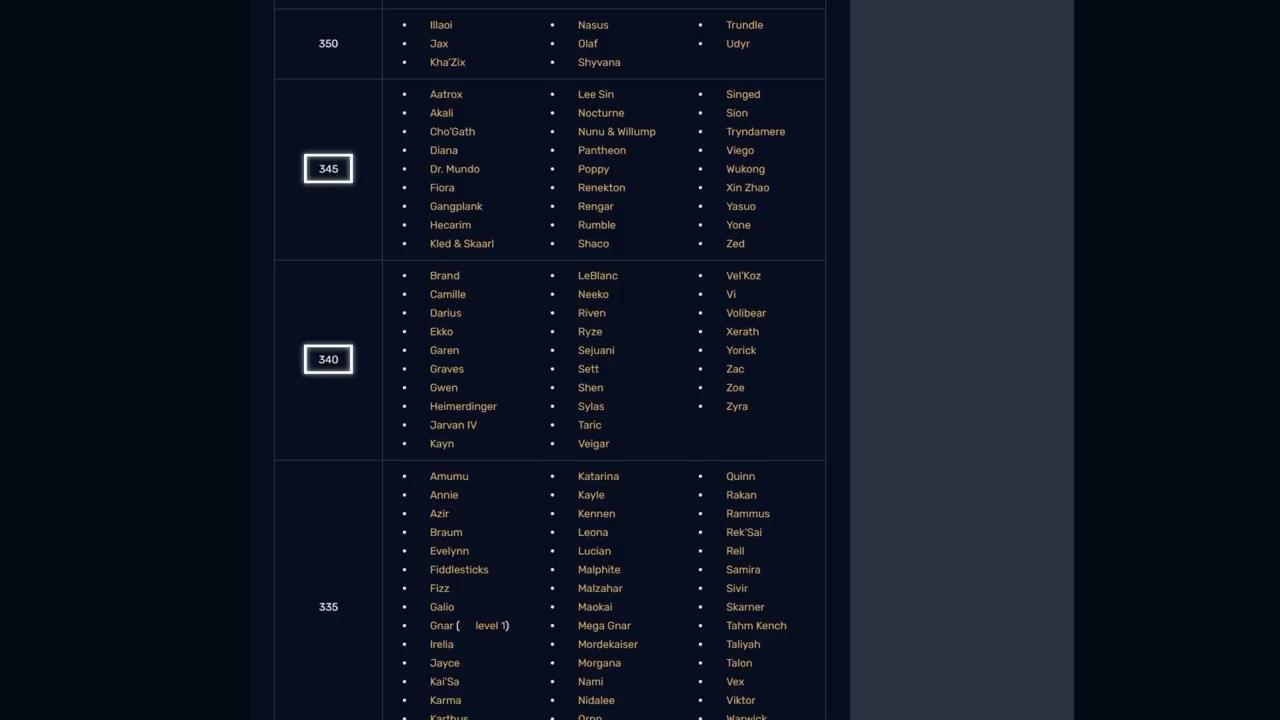 350
Illaoi Nasus Trundle
Jax Olaf Udyr
Kha'Zix Shyvana
345
Aatrox Lee Sin Singed
Akali Nocturne Sion
Cho'Gath Nunu & Willump Tryndamere
Diana Pantheon Viego
Dr. Mundo Poppy Wukong
Fiora Renekton Xin Zhao
Gangplank Rengar Yasuo
Hecarim Rumble Yone
Kled & Skaarl Shaco Zed
340
Brand LeBlanc Vel'Koz
Camille Neeko Vi
Darius Riven Volibear
Ekko Ryze Xerath
Garen Sejuani Yorick
Graves Sett Zac
Gwen Shen Zoe
Heimerdinger Sylas Zyra
Jarvan IV Taric
Kayn Veigar
335
Amumu Katarina Quinn
Annie Kayle Rakan
Azir Kennen Rammus
Braum Leona Rek'Sai
Evelynn Lucian Rell
Fiddlesticks Malphite Samira
Fizz Malzahar Sivir
Galio Maokai Skarner
Gnar ( level 1) Mega Gnar Tahm Kench
Irelia Mordekaiser Taliyah
Jayce Morgana Talon
Kai'Sa Nami Vex
Karma Nidalee Viktor
Karthus Ornn Warwick